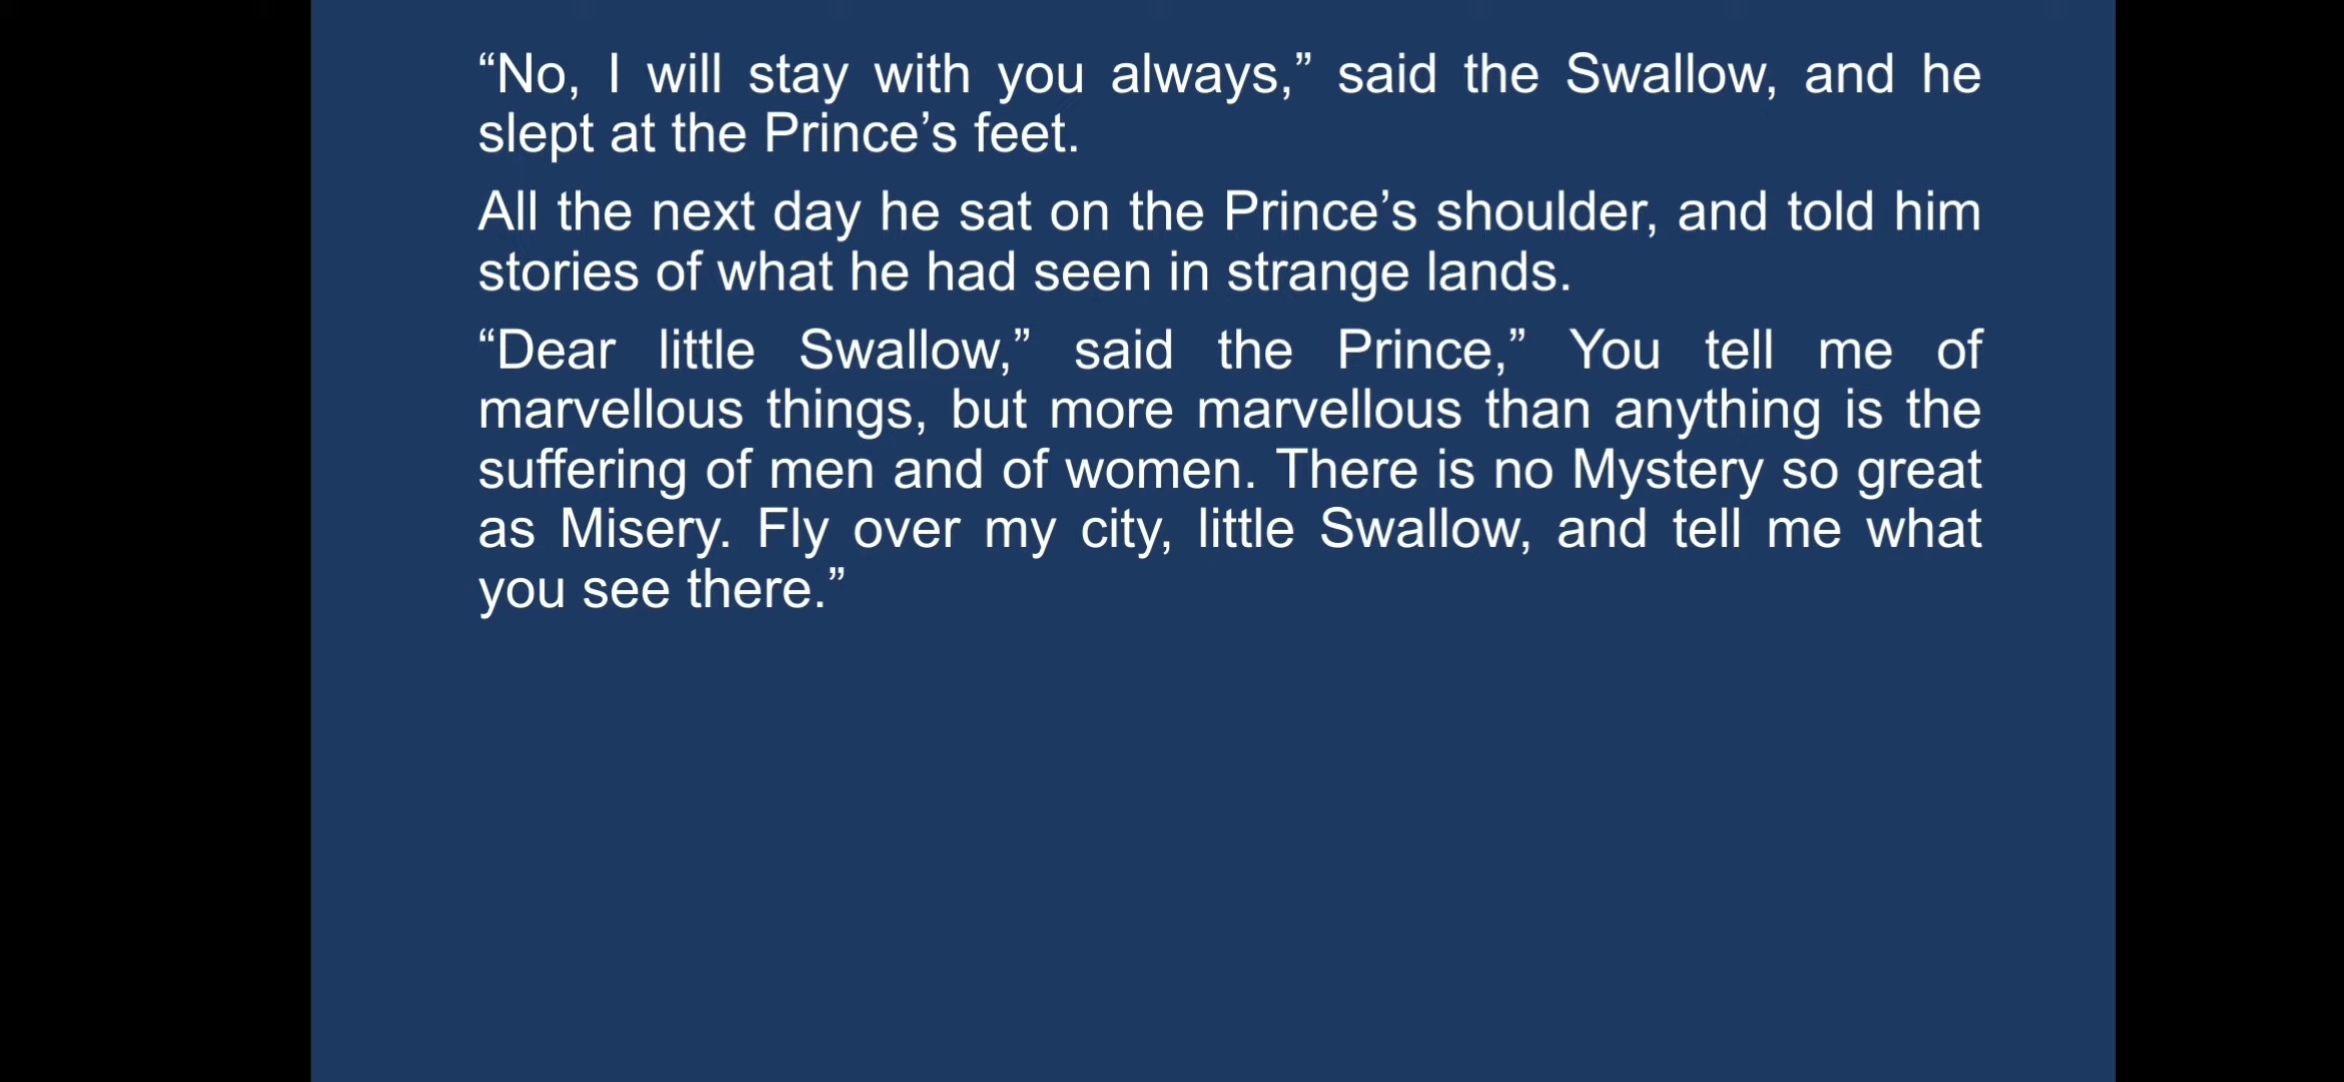 “No, I will stay with you always,” said the Swallow, and he
slept at the Prince’s feet.
All the next day he sat on the Prince’s shoulder, and told him
stories of what he had seen in strange lands.
“Dear little Swallow,” said the Prince,” You tell me of
marvellous things, but more marvellous than anything is the
suffering of men and of women. There is no Mystery so great
as Misery. Fly over my city, little Swallow, and tell me what
you see there.”